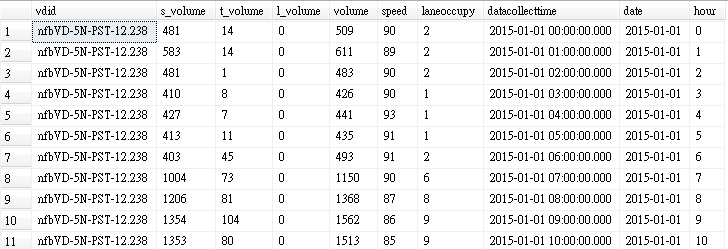 vdid s_volume t_volume l_volume volume speed laneoccupy datacollecttime date hour
1 nfbVD-5N-PST-12.238 481 14 0 509 90 2 2015-01-01 00:00:00.000 2015-01-01 0
2 nfbVD-5N-PST-12.238 583 14 0 611 89 2 2015-01-01 01:00:00.000 2015-01-01 1
3 nfbVD-5N-PST-12.238 481 1 0 483 90 2 2015-01-01 02:00:00.000 2015-01-01 2
4 nfbVD-5N-PST-12.238 410 8 0 426 90 1 2015-01-01 03:00:00.000 2015-01-01 3
5 nfbVD-5N-PST-12.238 427 7 0 441 93 1 2015-01-01 04:00:00.000 2015-01-01 4
6 nfbVD-5N-PST-12.238 413 11 0 435 91 1 2015-01-01 05:00:00.000 2015-01-01 5
7 nfbVD-5N-PST-12.238 403 45 0 493 91 2 2015-01-01 06:00:00.000 2015-01-01 6
8 nfbVD-5N-PST-12.238 1004 73 0 1150 90 6 2015-01-01 07:00:00.000 2015-01-01 7
9 nfbVD-5N-PST-12.238 1206 81 0 1368 87 8 2015-01-01 08:00:00.000 2015-01-01 8
10 nfbVD-5N-PST-12.238 1354 104 0 1562 86 9 2015-01-01 09:00:00.000 2015-01-01 9
11 nfbVD-5N-PST-12.238 1353 80 0 1513 85 9 2015-01-01 10:00:00.000 2015-01-01 10